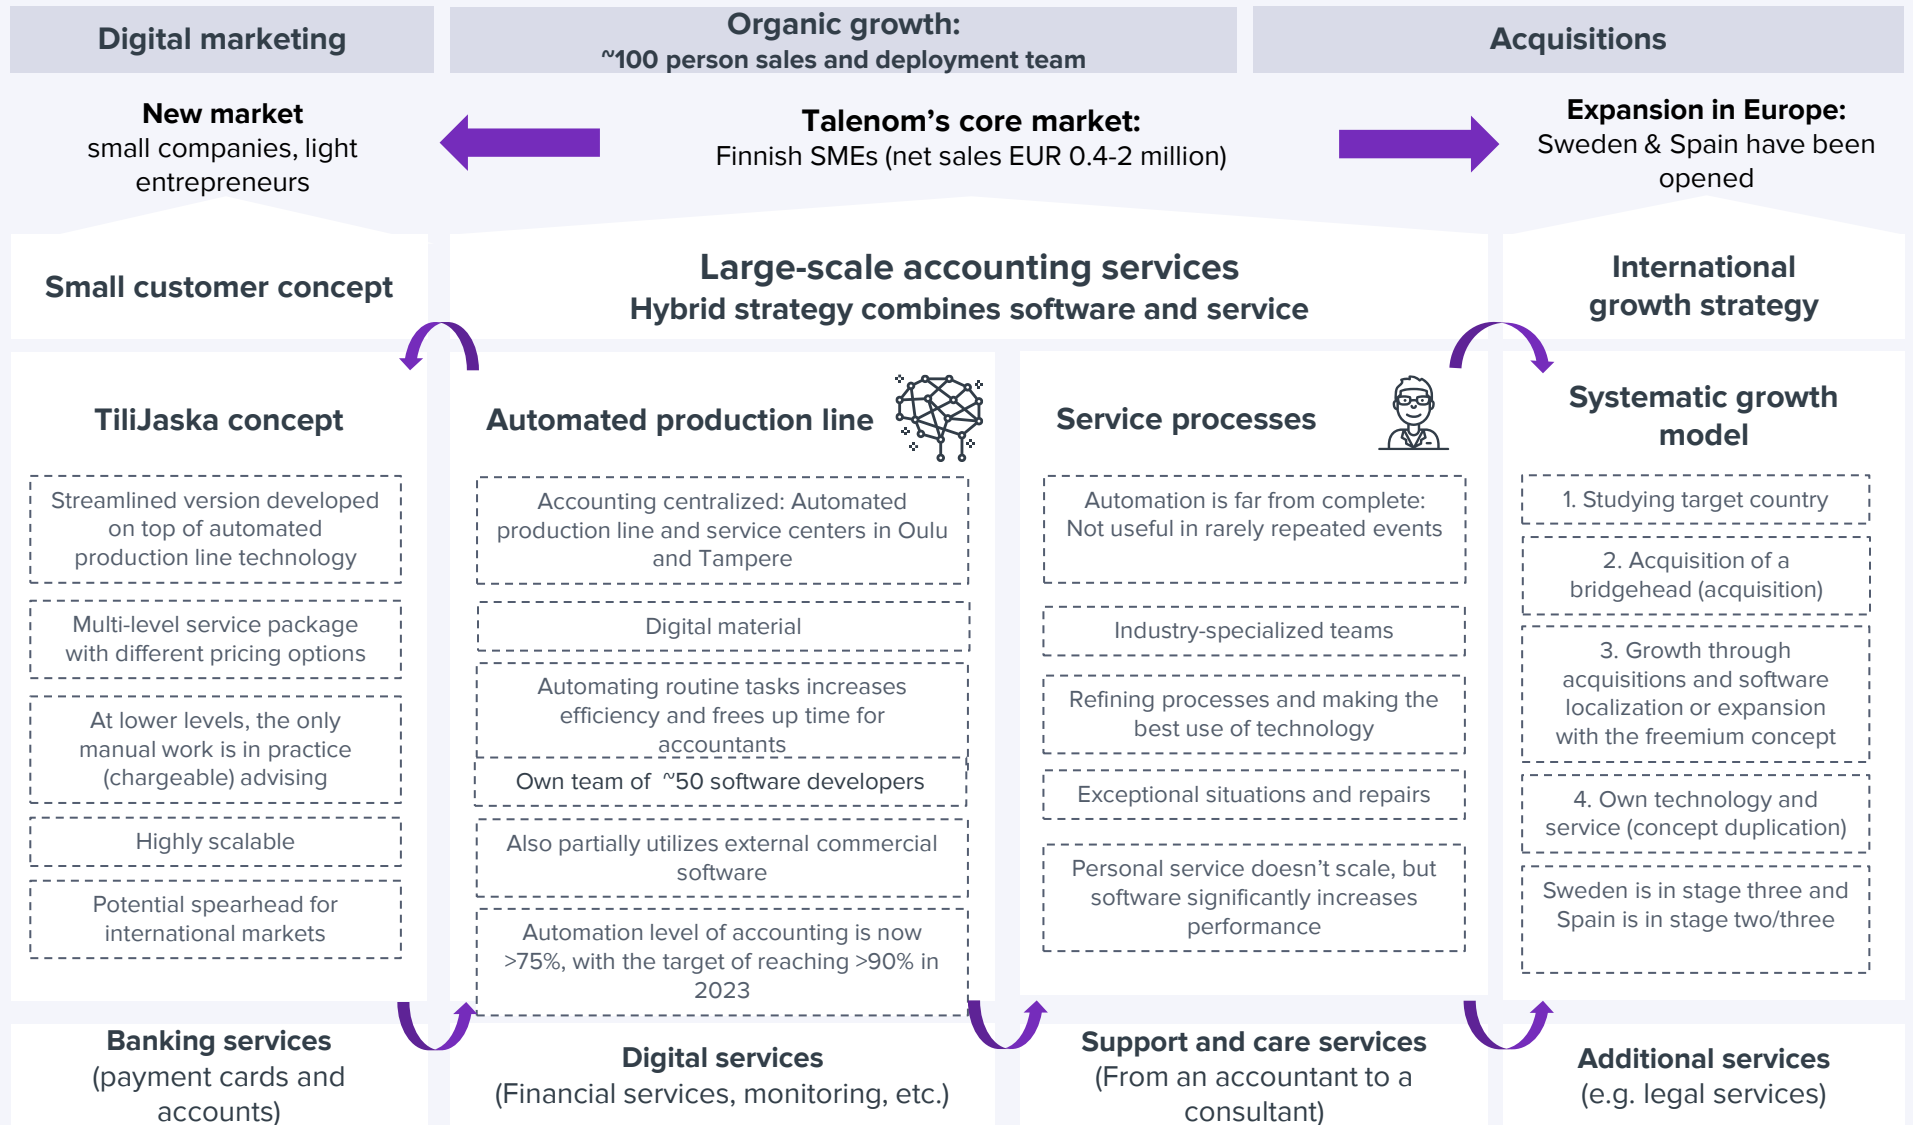 Digital marketing
Organic growth:
~100 person sales and deployment team
Acquisitions
New market
small companies, light
entrepreneurs
Talenom's core market:
Finnish SMEs (net sales EUR 0.4-2 million)
Expansion in Europe:
Sweden & Spain have been
opened
Small customer concept
Large-scale accounting services
Hybrid strategy combines software and service
International
growth strategy
TiliJaska concept
Streamlined version developed
on top of automated
production line technology
Multi-level service package
with different pricing options
At lower levels, the only
manual work is in practice
(chargeable) advising
Highly scalable
Potential spearhead for
international markets
Automated production line
Accounting centralized: Automated
production line and service centers in Oulu
and Tampere
Digital material
Automating routine tasks increases
efficiency and frees up time for
accountants
Own team of ~50 software developers
Also partially utilizes external commercial
software
Automation level of accounting is now
>75%, with the target of reaching >90% in
2023
Service processes
Automation is far from complete:
Not useful in rarely repeated events
Industry-specialized teams
Refining processes and making the
best use of technology
Exceptional situations and repairs
Personal service doesn't scale, but
software significantly increases
performance
Systematic growth
model
1. Studying target country
2. Acquisition of a
bridgehead (acquisition)
3. Growth through
acquisitions and software
localization or expansion
with the freemium concept
4. Own technology and
service (concept duplication)
Sweden is in stage three and
Spain is in stage two/three
Banking services
(payment cards and
accounts)
Digital services
(Financial services, monitoring, etc.)
Support and care services
(From an accountant to a
consultant)
Additional services
(e.g. legal services)